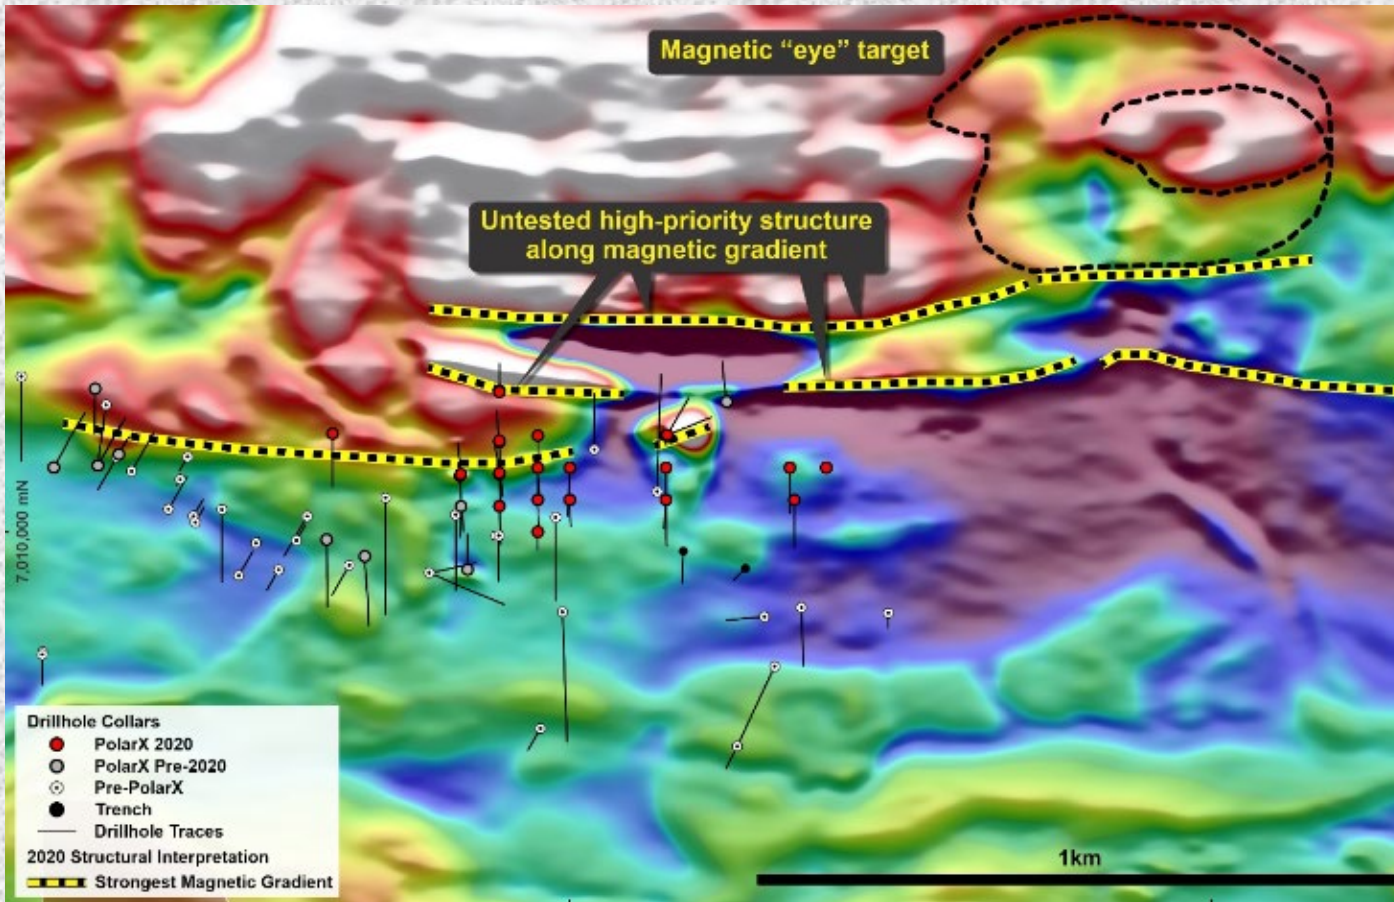 Magnetic “eye” target
Untested high-priority structure
along magnetic gradient
7,010,000 mN
Drillhole Collars
PolarX 2020
PolarX Pre-2020
Pre-PolarX
Trench
Drillhole Traces
2020 Structural Interpretation
Strongest Magnetic Gradient
1km